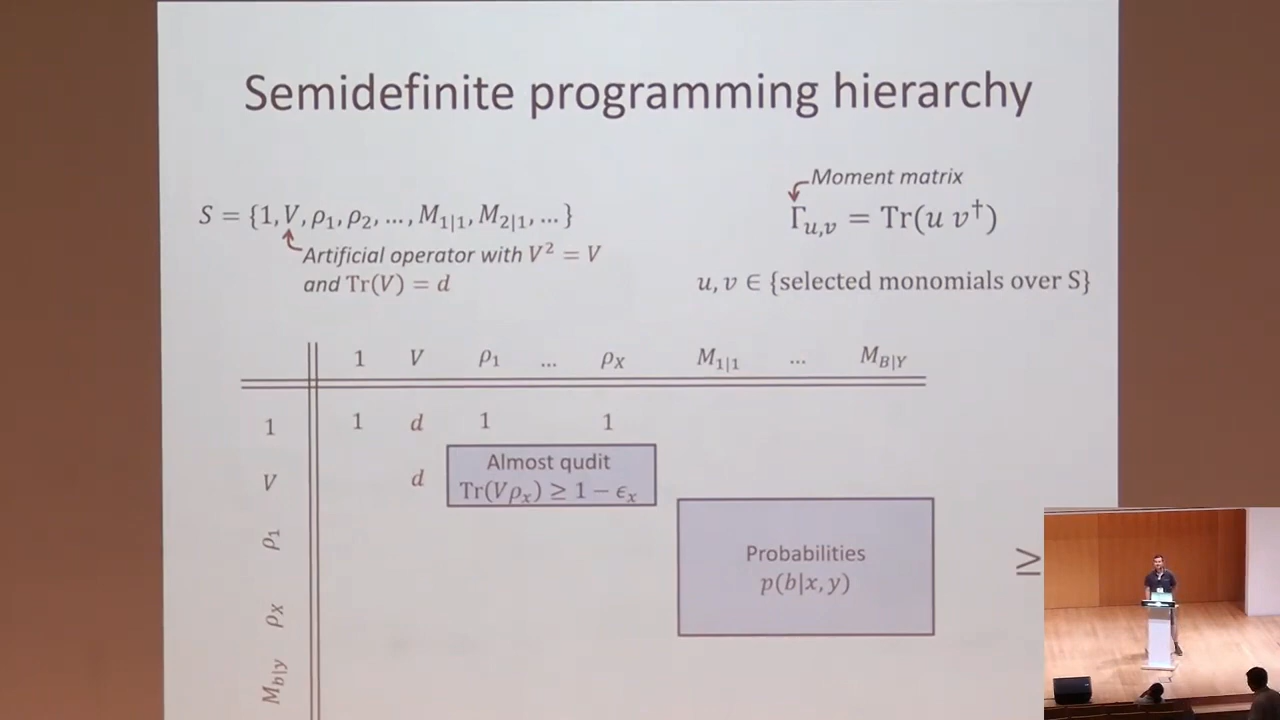 Semidefinite programming hierarchy
Moment matrix
S = {1, V, ρ₁, ρ₂, ..., M₁|₁, M₂|₁, ... }
Γᵤ,ᵥ = Tr(u v†)
Artificial operator with V² = V
and Tr(V) = d
u, v ∈ {selected monomials over S}
1 V ρ₁ ... ρX M₁|₁ ... M_B|Y
1 1 d 1 1
V d
Almost qudit
Tr(Vρₓ) ≥ 1 − ϵₓ
ρ₁
Probabilities
p(b|x, y)
≥
ρX
M_b|y